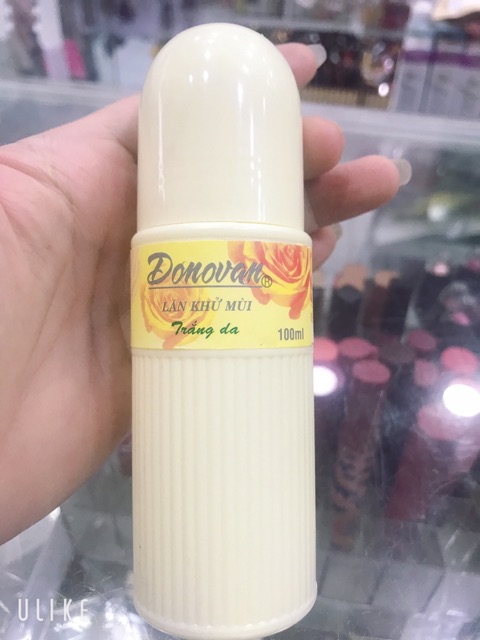 Donovan®
LĂN KHỬ MÙI
Trắng da
100ml
ULIKE